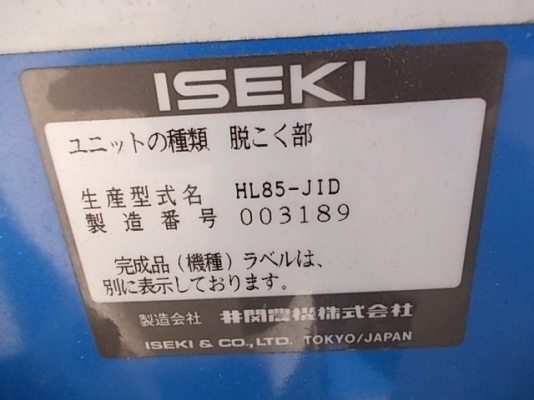 ISEKI
ユニットの種類 脱こく部
生産型式名 HL85-JID
製造番号 003189
完成品（機種）ラベルは、
別に表示しております。
製造会社 井関農機株式会社
ISEKI & CO., LTD. TOKYO/JAPAN